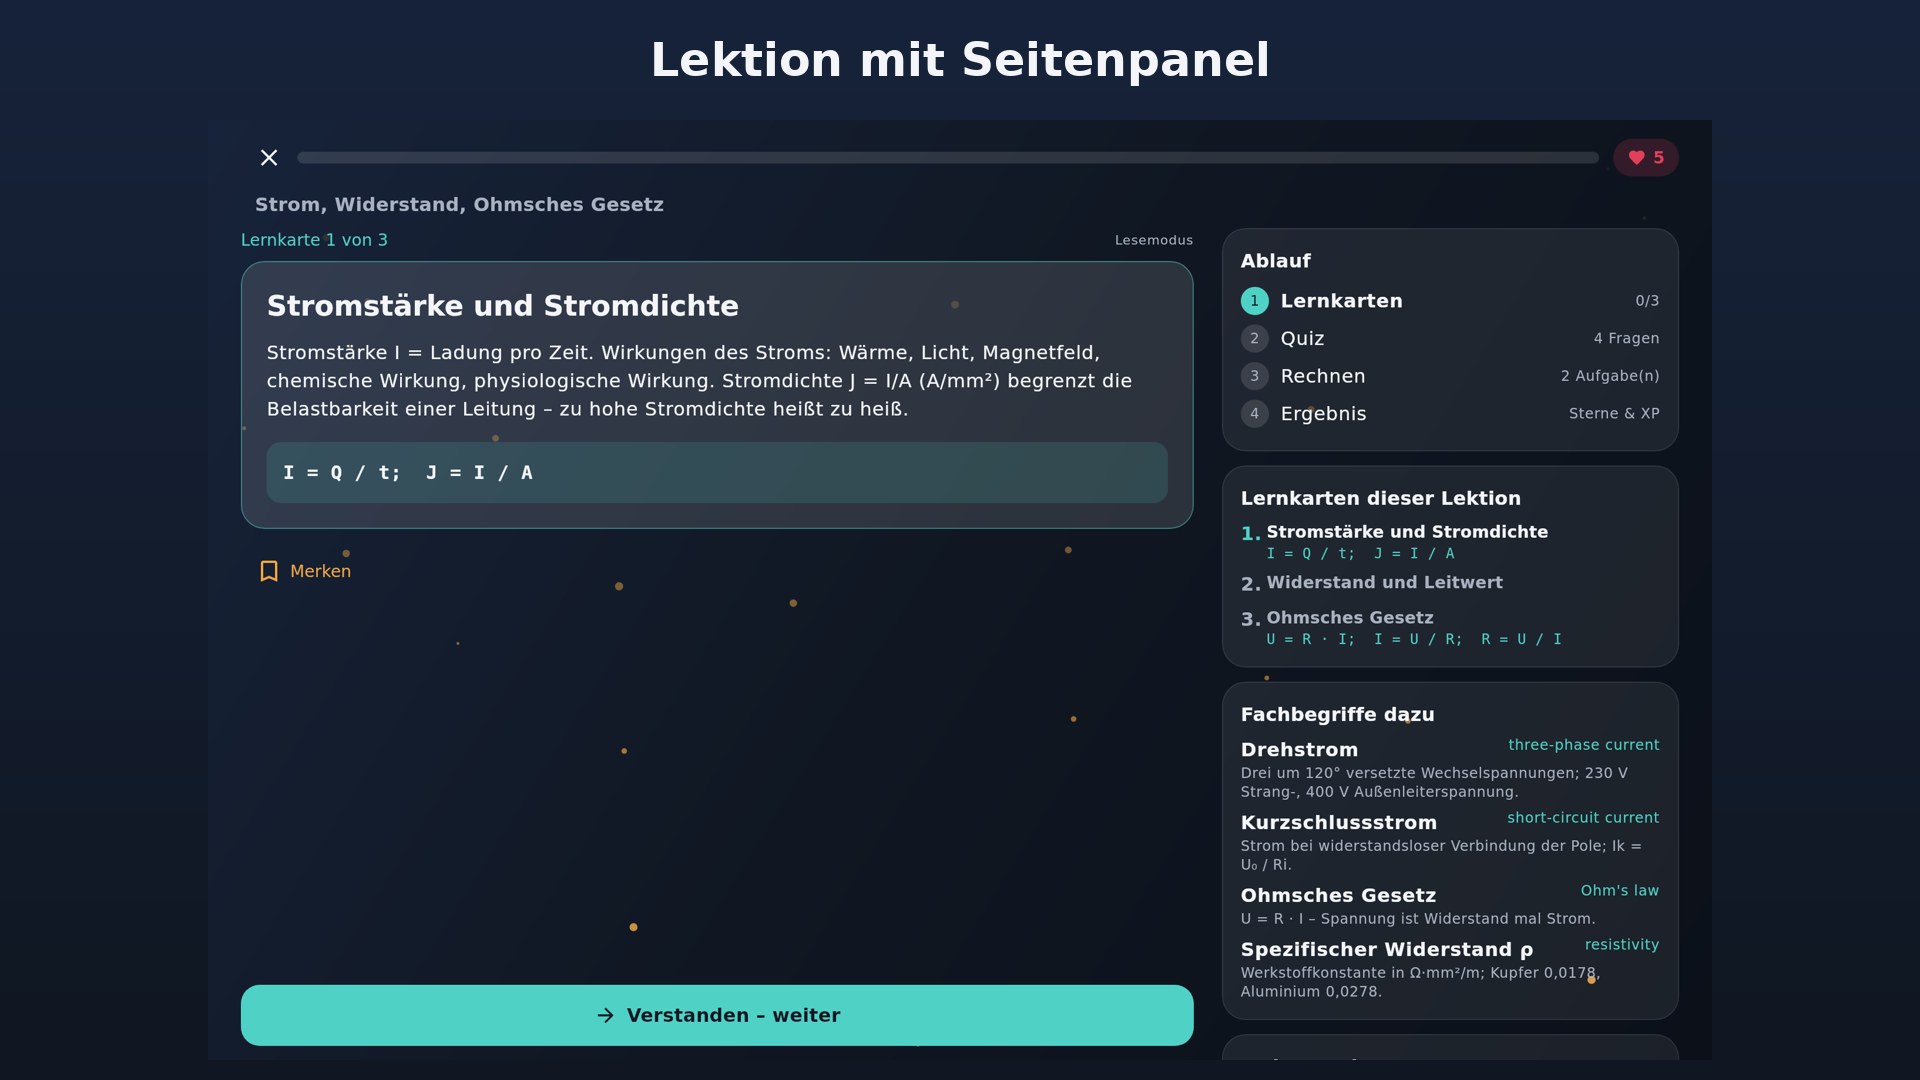 Lektion mit Seitenpanel
5
Strom, Widerstand, Ohmsches Gesetz
Lernkarte 1 von 3
Lesemodus
Stromstärke und Stromdichte
Stromstärke I = Ladung pro Zeit. Wirkungen des Stroms: Wärme, Licht, Magnetfeld,
chemische Wirkung, physiologische Wirkung. Stromdichte J = I/A (A/mm²) begrenzt die
Belastbarkeit einer Leitung – zu hohe Stromdichte heißt zu heiß.
I = Q / t;  J = I / A
Merken
Verstanden – weiter
Ablauf
1 Lernkarten 0/3
2 Quiz 4 Fragen
3 Rechnen 2 Aufgabe(n)
4 Ergebnis Sterne & XP
Lernkarten dieser Lektion
1. Stromstärke und Stromdichte
I = Q / t;  J = I / A
2. Widerstand und Leitwert
3. Ohmsches Gesetz
U = R · I;  I = U / R;  R = U / I
Fachbegriffe dazu
Drehstrom three-phase current
Drei um 120° versetzte Wechselspannungen; 230 V
Strang-, 400 V Außenleiterspannung.
Kurzschlussstrom short-circuit current
Strom bei widerstandsloser Verbindung der Pole; Ik =
U₀ / Ri.
Ohmsches Gesetz Ohm's law
U = R · I – Spannung ist Widerstand mal Strom.
Spezifischer Widerstand ρ resistivity
Werkstoffkonstante in Ω·mm²/m; Kupfer 0,0178,
Aluminium 0,0278.